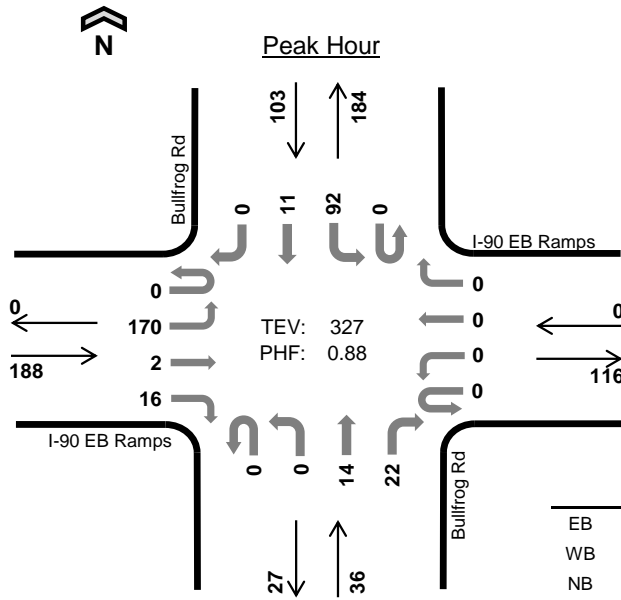 N
Peak Hour
103
184
Bullfrog Rd
0
11
92
0
I-90 EB Ramps
0
170
2
16
0
188
TEV: 327
PHF: 0.88
0
0
0
0
0
116
I-90 EB Ramps
0
0
14
22
Bullfrog Rd
27
36
EB
WB
NB